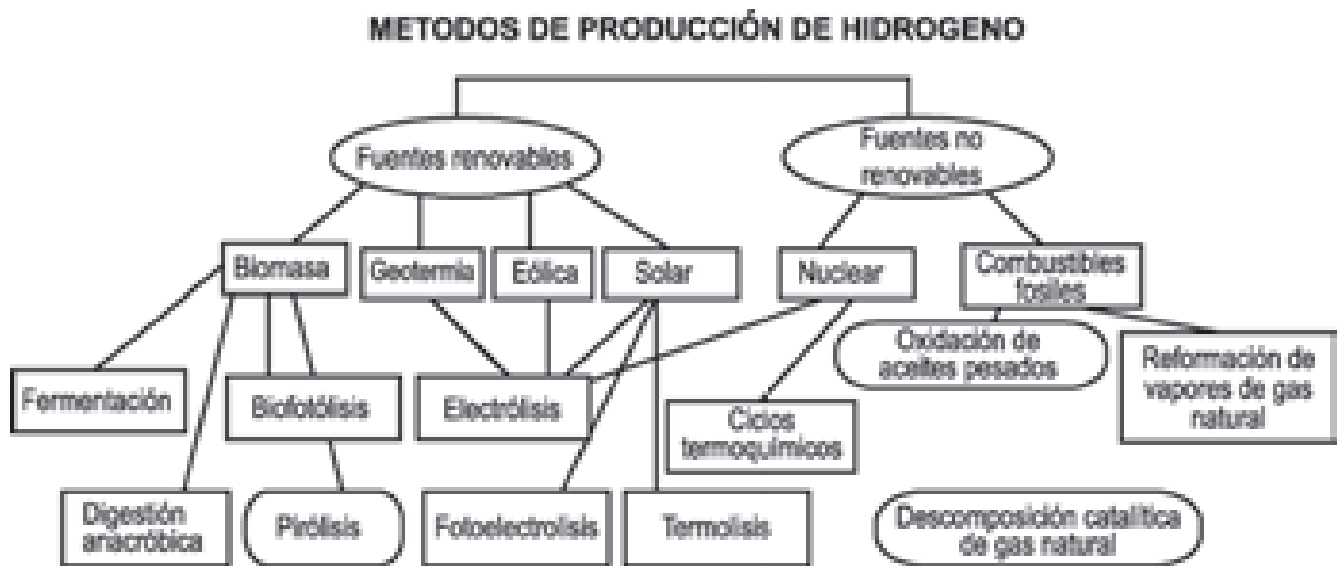 METODOS DE PRODUCCIÓN DE HIDROGENO
Fuentes renovables
Fuentes no
renovables
Biomasa
Geotermia
Eólica
Solar
Nuclear
Combustibles
fosiles
Oxidación de
aceites pesados
Reformación de
vapores de gas
natural
Fermentación
Biofotólisis
Electrólisis
Ciclos
termoquímicos
Digestión
anacróbica
Pirólisis
Fotoelectrolisis
Termolisis
Descomposición catalítica
de gas natural